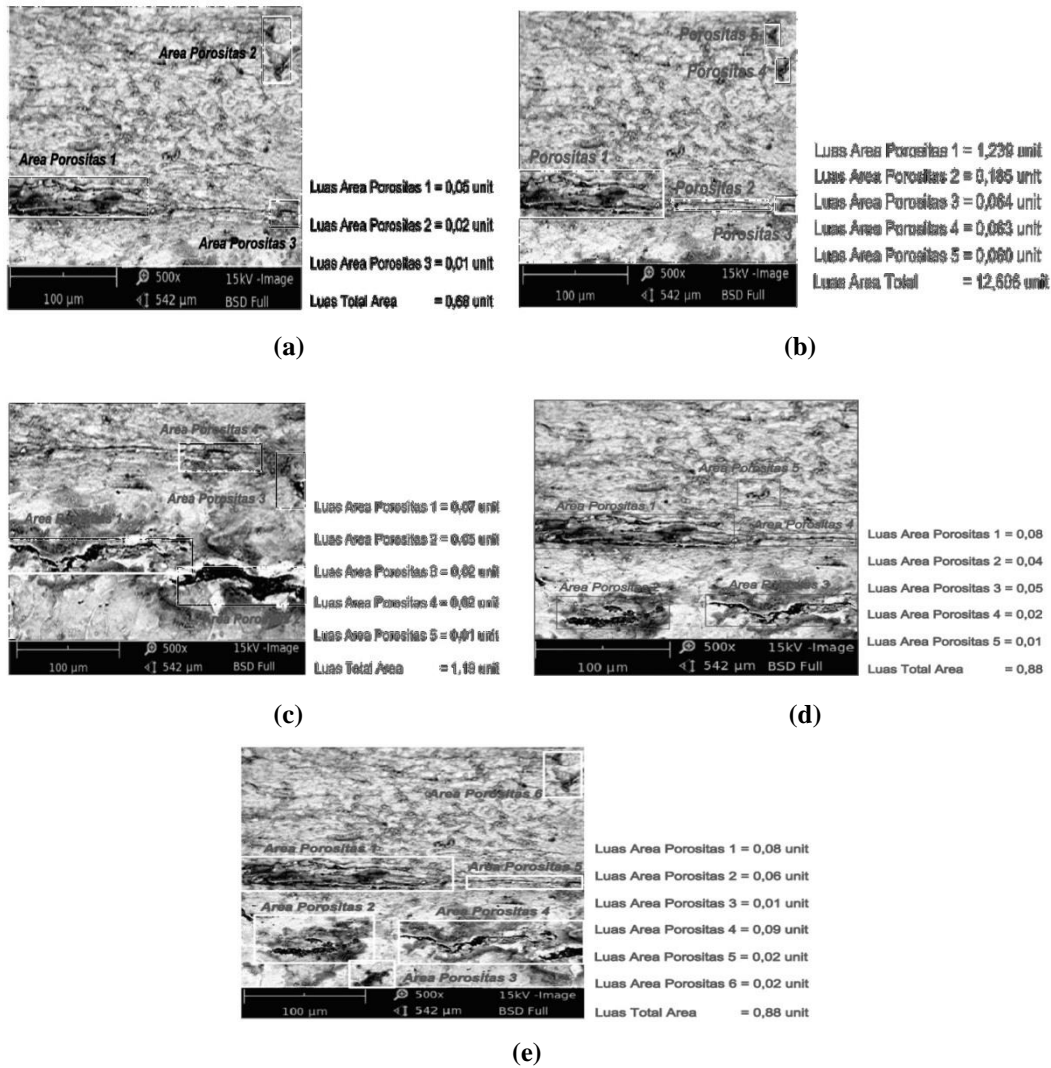 Area Porositas 2
Area Porositas 1
Area Porositas 3
500x
15kV -Image
100 µm
542 µm
BSD Full
Luas Area Porositas 1 = 0,05 unit
Luas Area Porositas 2 = 0,02 unit
Luas Area Porositas 3 = 0,01 unit
Luas Total Area = 0,68 unit
(a)
Porositas 5
Porositas 4
Porositas 1
Porositas 2
Porositas 3
500x
15kV -Image
100 µm
542 µm
BSD Full
Luas Area Porositas 1 = 1,239 unit
Luas Area Porositas 2 = 0,185 unit
Luas Area Porositas 3 = 0,064 unit
Luas Area Porositas 4 = 0,063 unit
Luas Area Porositas 5 = unit
Luas Area Total = unit
(b)
Area Porositas 4
Area Porositas 3
Area Porositas 1
Area Porositas 2
500x
15kV -Image
100 µm
542 µm
BSD Full
Luas Area Porositas 1 = 0,07 unit
Luas Area Porositas 2 = 0,05 unit
Luas Area Porositas 3 = 0,02 unit
Luas Area Porositas 4 = unit
Luas Area Porositas 5 = 0,01 unit
Luas Total Area = 1,19 unit
(c)
Area Porositas 5
Area Porositas 1
Area Porositas 4
Area Porositas 2
Area Porositas 3
500x
15kV -Image
100 µm
542 µm
BSD Full
Luas Area Porositas 1 = 0,08
Luas Area Porositas 2 = 0,04
Luas Area Porositas 3 = 0,05
Luas Area Porositas 4 = 0,02
Luas Area Porositas 5 = 0,01
Luas Total Area = 0,88
(d)
Area Porositas 6
Area Porositas 1
Area Porositas 5
Area Porositas 2
Area Porositas 4
Area Porositas 3
500x
15kV -Image
100 µm
542 µm
BSD Full
Luas Area Porositas 1 = 0,08 unit
Luas Area Porositas 2 = 0,06 unit
Luas Area Porositas 3 = 0,01 unit
Luas Area Porositas 4 = 0,09 unit
Luas Area Porositas 5 = 0,02 unit
Luas Area Porositas 6 = 0,02 unit
Luas Total Area = 0,88 unit
(e)